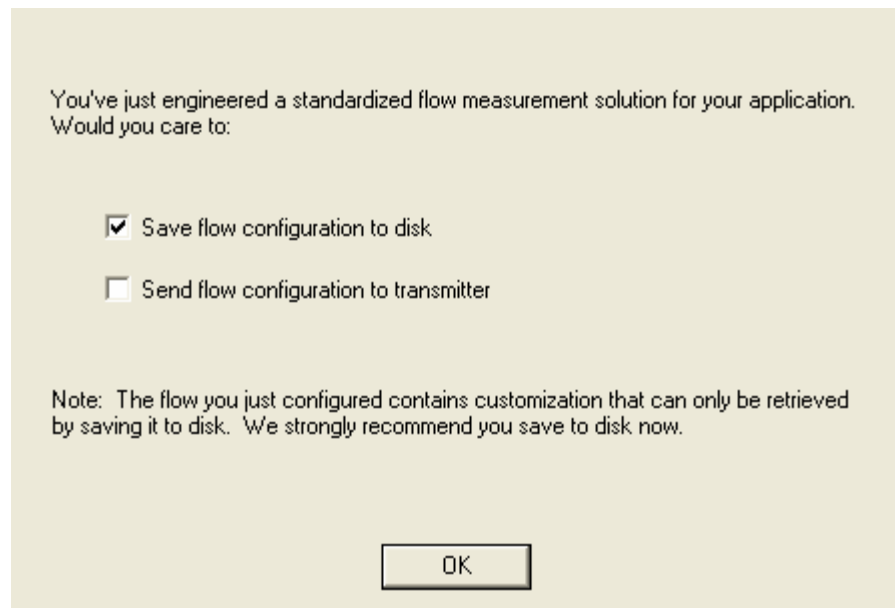 You've just engineered a standardized flow measurement solution for your application.
Would you care to:
Save flow configuration to disk
Send flow configuration to transmitter
Note:  The flow you just configured contains customization that can only be retrieved
by saving it to disk.  We strongly recommend you save to disk now.
OK